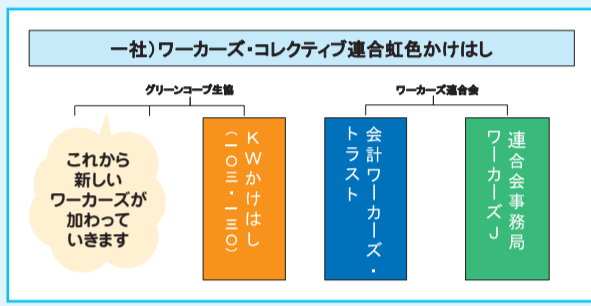 一社)ワーカーズ・コレクティブ連合虹色かけはし
グリーンコープ生協
ワーカーズ連合会
これから
新しい
ワーカーズが
加わって
いきます
KWかけはし
(一〇三・一三〇)
会計ワーカーズ・
トラスト
連合会事務局
ワーカーズJ